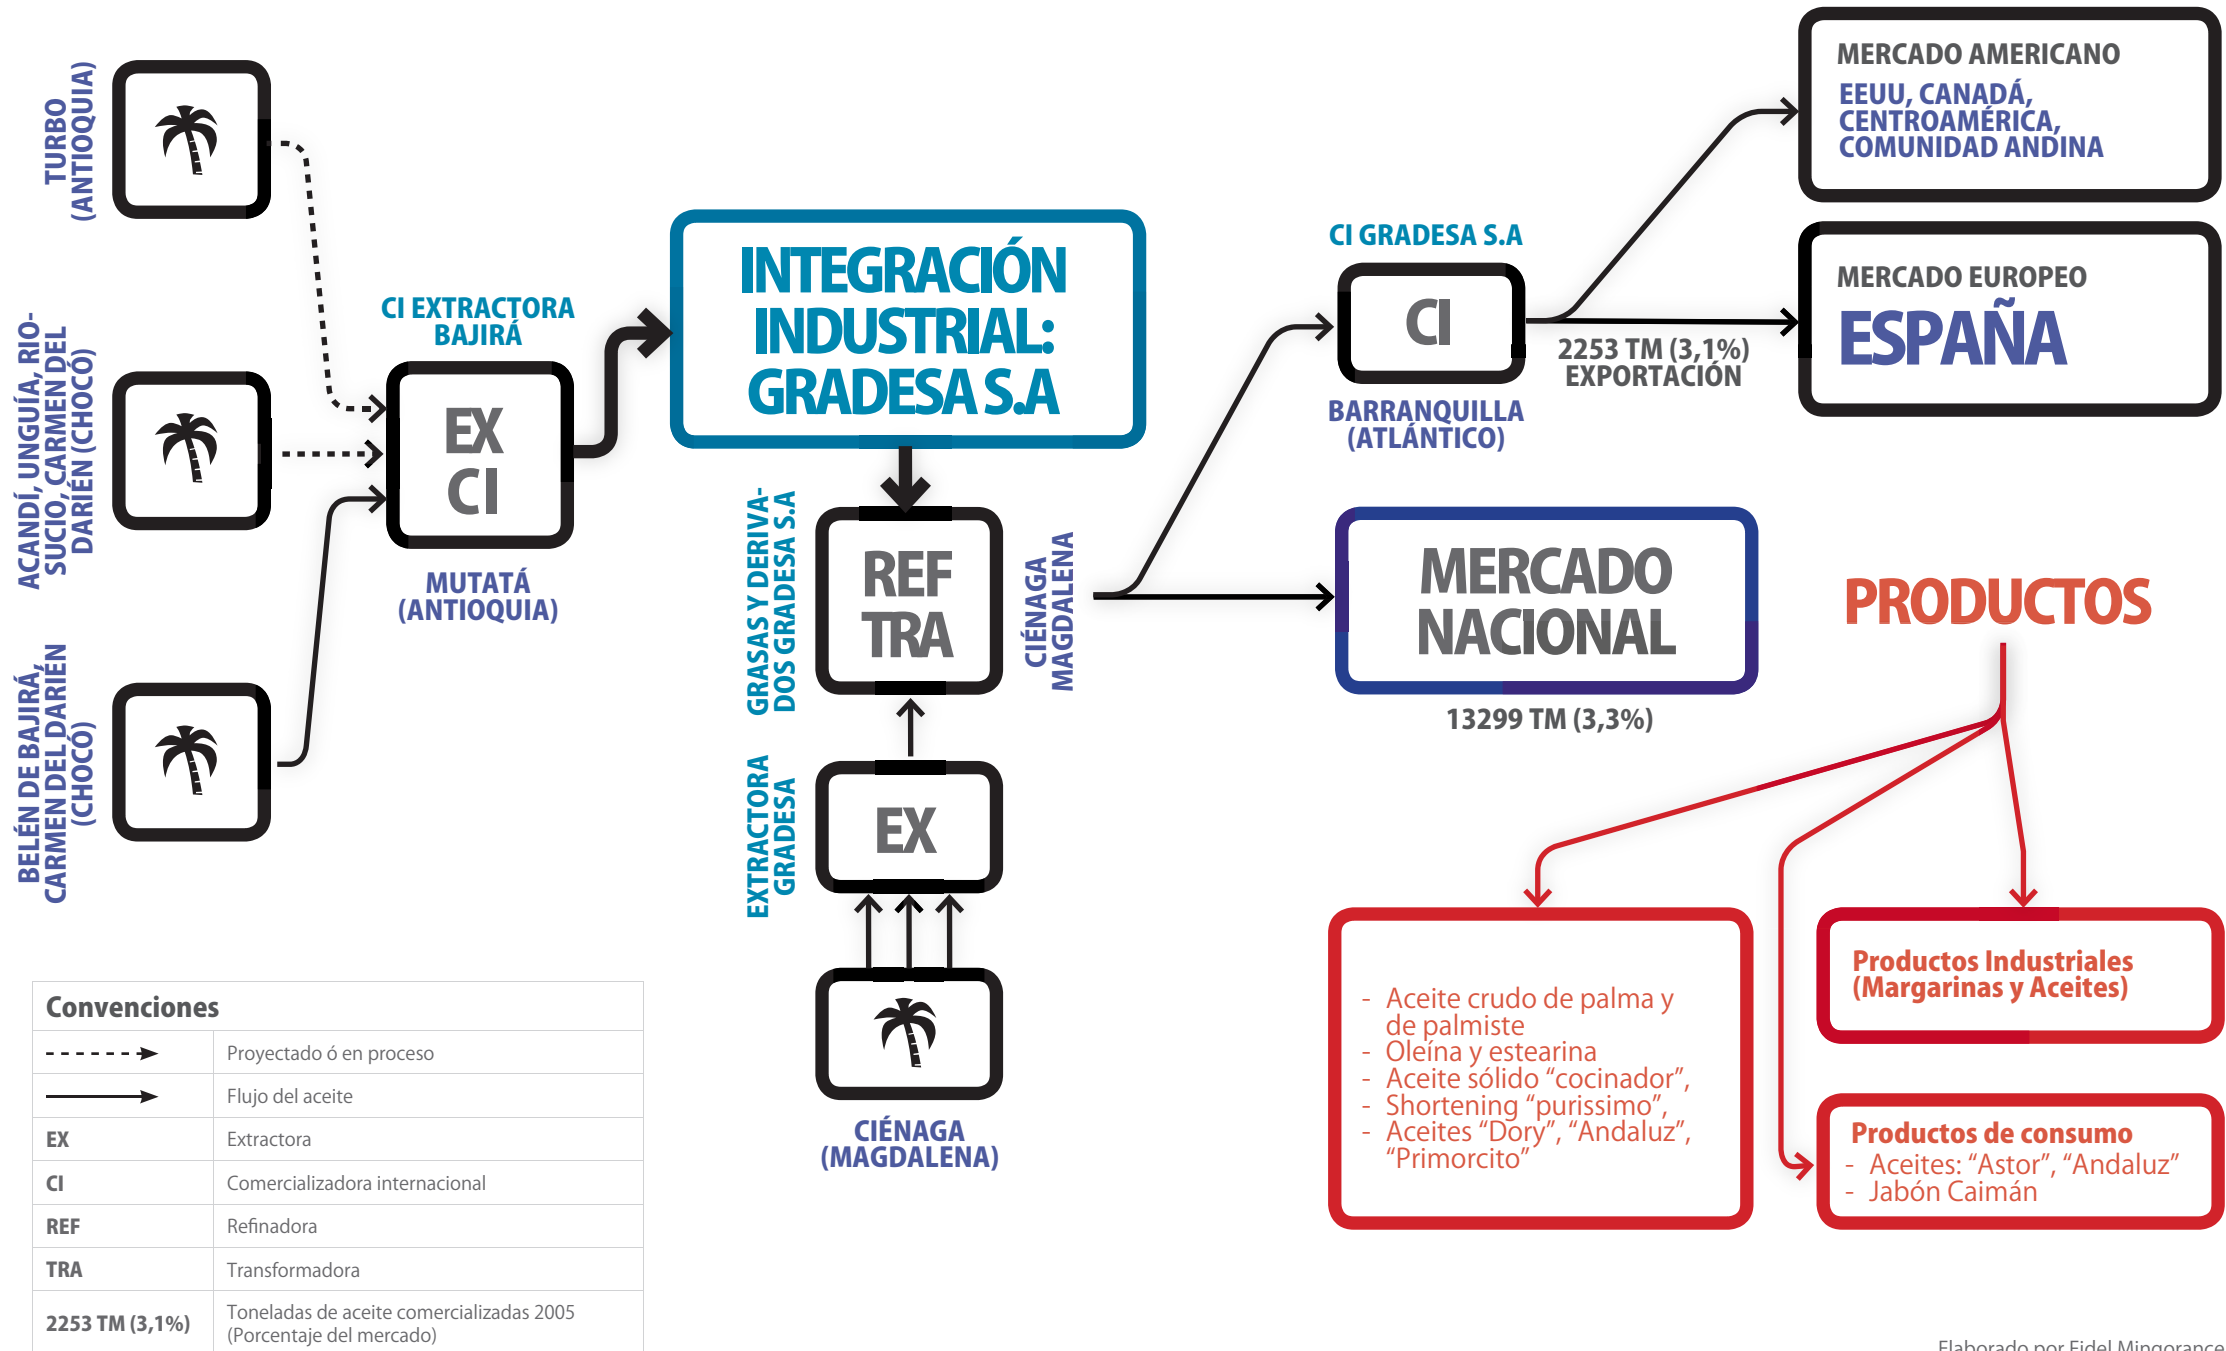 TURBO
(ANTIOQUIA)
ACANDÍ, UNGUÍA, RIO-
SUCIO, CARMEN DEL
DARIÉN (CHOCÓ)
BELÉN DE BAJIRÁ,
CARMEN DEL DARIÉN
(CHOCÓ)
CI EXTRACTORA
BAJIRÁ
EX
CI
MUTATÁ
(ANTIOQUIA)
INTEGRACIÓN
INDUSTRIAL:
GRADESA S.A
GRASAS Y DERIVA-
DOS GRADESA S.A
REF
TRA
CIÉNAGA
MAGDALENA
EXTRACTORA
GRADESA
EX
CIÉNAGA
(MAGDALENA)
CI GRADESA S.A
CI
BARRANQUILLA
(ATLÁNTICO)
2253 TM (3,1%)
EXPORTACIÓN
MERCADO AMERICANO
EEUU, CANADÁ,
CENTROAMÉRICA,
COMUNIDAD ANDINA
MERCADO EUROPEO
ESPAÑA
MERCADO
NACIONAL
13299 TM (3,3%)
PRODUCTOS
- Aceite crudo de palma y
de palmiste
- Oleína y estearina
- Aceite sólido “cocinador”,
- Shortening “purissimo”,
- Aceites “Dory”, “Andaluz”,
“Primorcito”
Productos Industriales
(Margarinas y Aceites)
Productos de consumo
- Aceites: “Astor”, “Andaluz”
- Jabón Caimán
Convenciones
Proyectado ó en proceso
Flujo del aceite
EX Extractora
CI Comercializadora internacional
REF Refinadora
TRA Transformadora
2253 TM (3,1%) Toneladas de aceite comercializadas 2005
(Porcentaje del mercado)
Elaborado por Fidel Mingorance